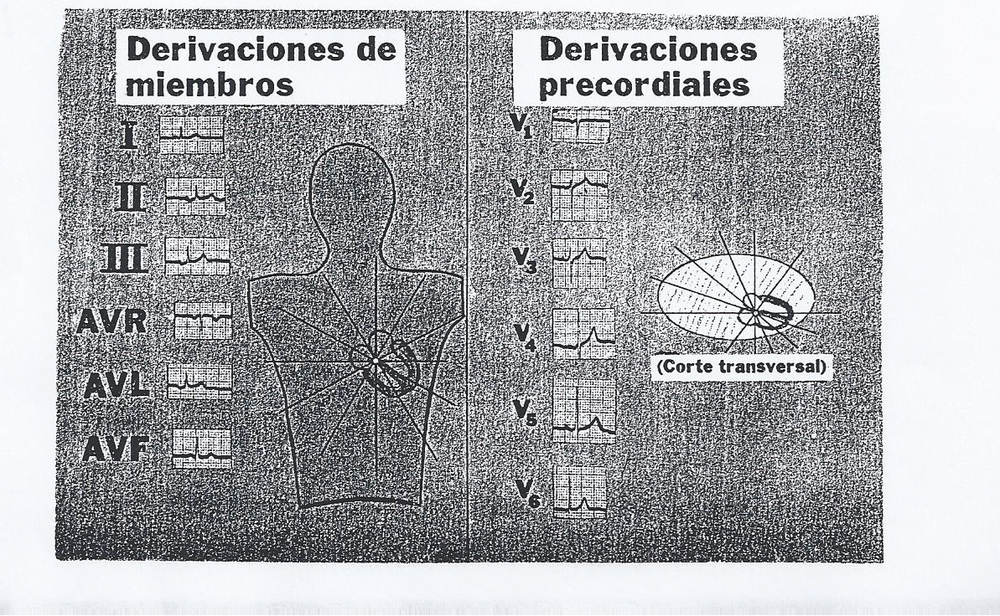 Derivaciones de
miembros
I
II
III
AVR
AVL
AVF
Derivaciones
precordiales
V1
V2
V3
V4
V5
V6
(Corte transversal)